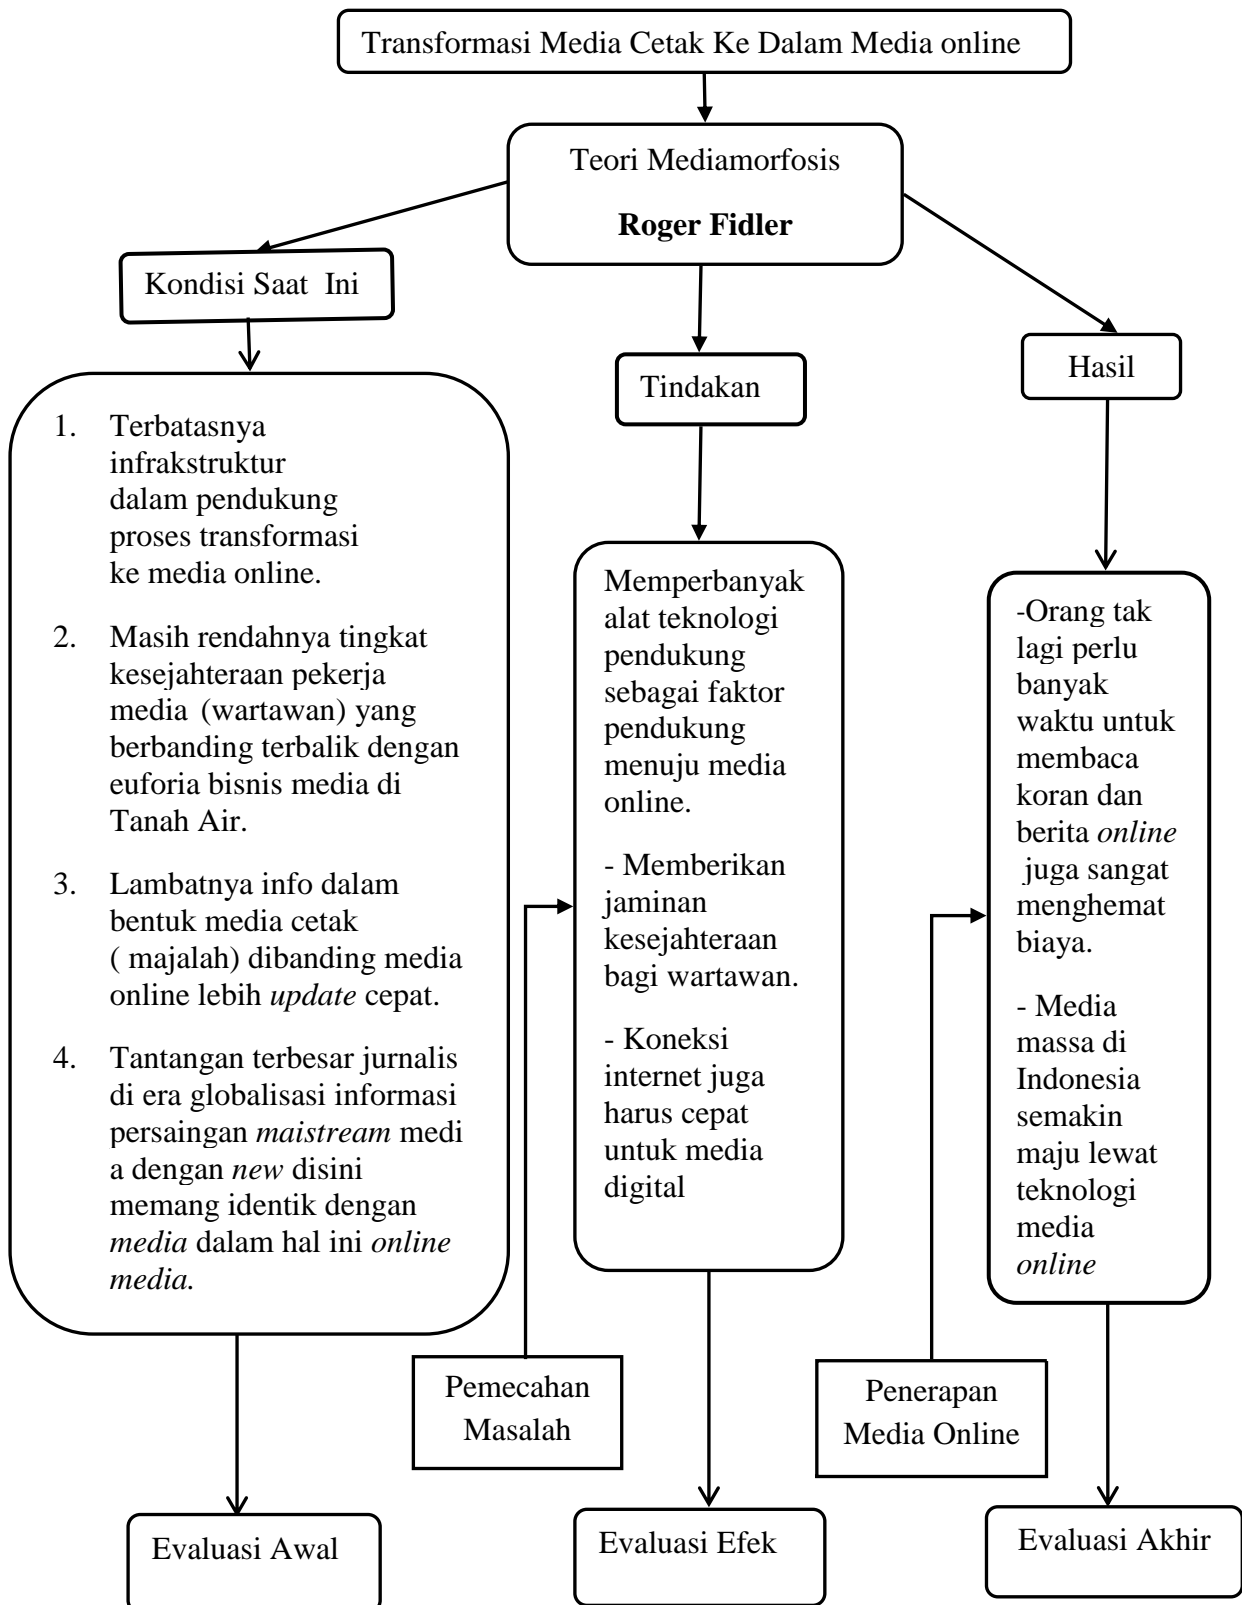 Transformasi Media Cetak Ke Dalam Media online
Teori Mediamorfosis
Roger Fidler
Kondisi Saat Ini
1. Terbatasnya
infrakstruktur
dalam pendukung
proses transformasi
ke media online.
2. Masih rendahnya tingkat
kesejahteraan pekerja
media (wartawan) yang
berbanding terbalik dengan
euforia bisnis media di
Tanah Air.
3. Lambatnya info dalam
bentuk media cetak
( majalah) dibanding media
online lebih update cepat.
4. Tantangan terbesar jurnalis
di era globalisasi informasi
persaingan maistream medi
a dengan new disini
memang identik dengan
media dalam hal ini online
media.
Evaluasi Awal
Tindakan
Memperbanyak
alat teknologi
pendukung
sebagai faktor
pendukung
menuju media
online.
- Memberikan
jaminan
kesejahteraan
bagi wartawan.
- Koneksi
internet juga
harus cepat
untuk media
digital
Pemecahan
Masalah
Evaluasi Efek
Hasil
-Orang tak
lagi perlu
banyak
waktu untuk
membaca
koran dan
berita online
juga sangat
menghemat
biaya.
- Media
massa di
Indonesia
semakin
maju lewat
teknologi
media
online
Penerapan
Media Online
Evaluasi Akhir